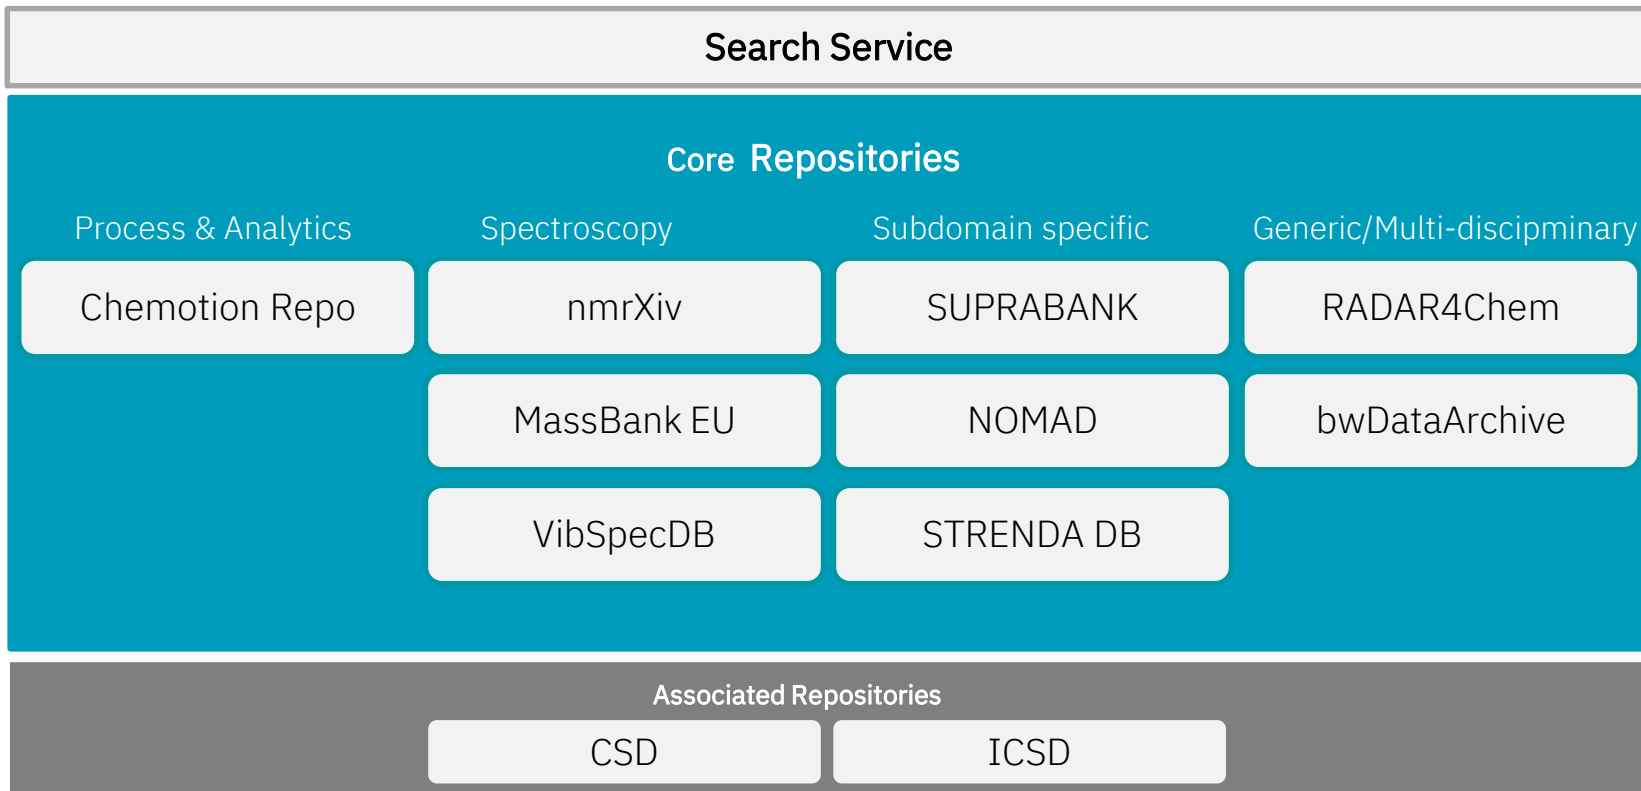 Search Service
Core Repositories
Process & Analytics
Spectroscopy
Subdomain specific
Generic/Multi-discipminary
Chemotion Repo
nmrXiv
SUPRABANK
RADAR4Chem
MassBank EU
NOMAD
bwDataArchive
VibSpecDB
STRENDA DB
Associated Repositories
CSD
ICSD